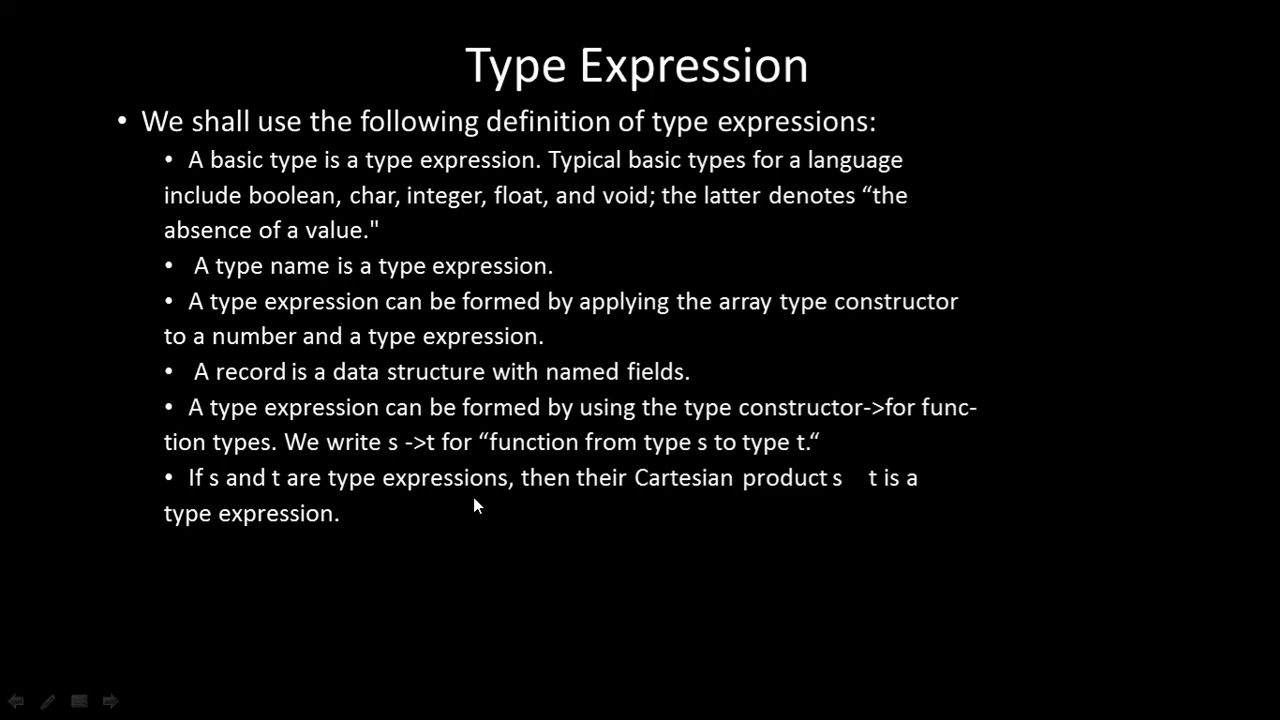 Type Expression
• We shall use the following definition of type expressions:
• A basic type is a type expression. Typical basic types for a language
include boolean, char, integer, float, and void; the latter denotes “the
absence of a value."
• A type name is a type expression.
• A type expression can be formed by applying the array type constructor
to a number and a type expression.
• A record is a data structure with named fields.
• A type expression can be formed by using the type constructor->for func-
tion types. We write s ->t for “function from type s to type t.“
• If s and t are type expressions, then their Cartesian product s t is a
type expression.